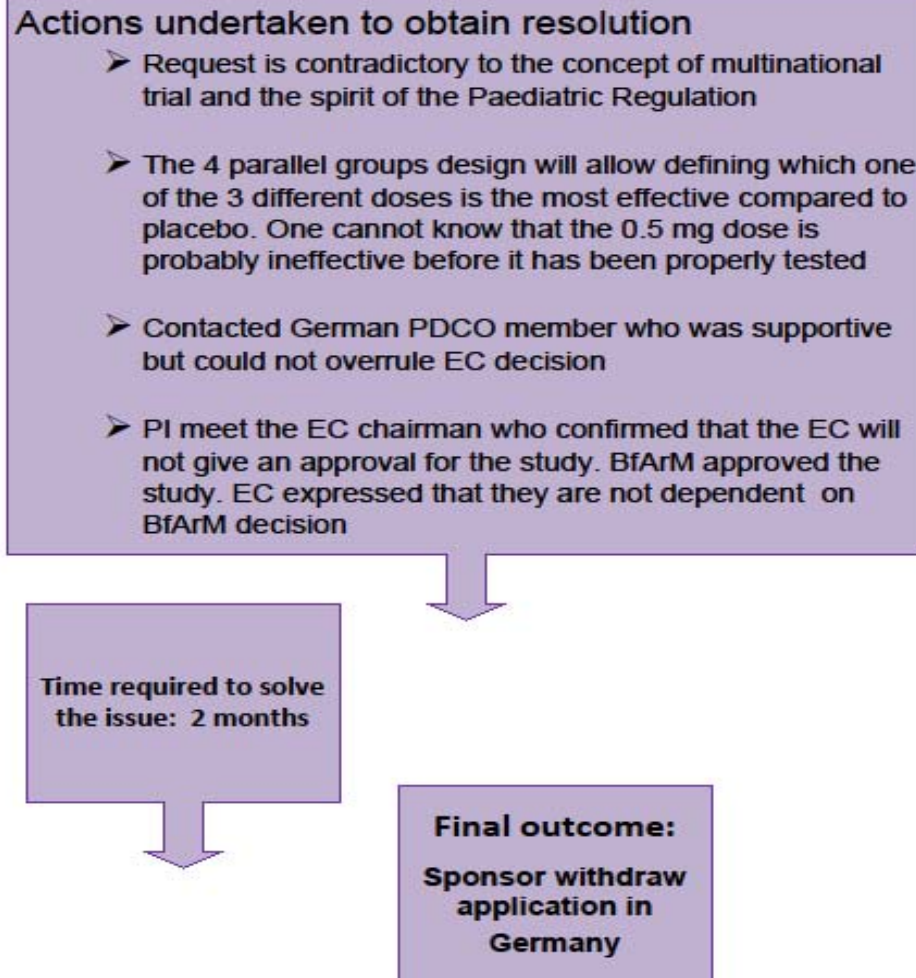 Actions undertaken to obtain resolution
➤ Request is contradictory to the concept of multinational
trial and the spirit of the Paediatric Regulation
➤ The 4 parallel groups design will allow defining which one
of the 3 different doses is the most effective compared to
placebo. One cannot know that the 0.5 mg dose is
probably ineffective before it has been properly tested
➤ Contacted German PDCO member who was supportive
but could not overrule EC decision
➤ PI meet the EC chairman who confirmed that the EC will
not give an approval for the study. BfArM approved the
study. EC expressed that they are not dependent on
BfArM decision
Time required to solve
the issue: 2 months
Final outcome:
Sponsor withdraw
application in
Germany